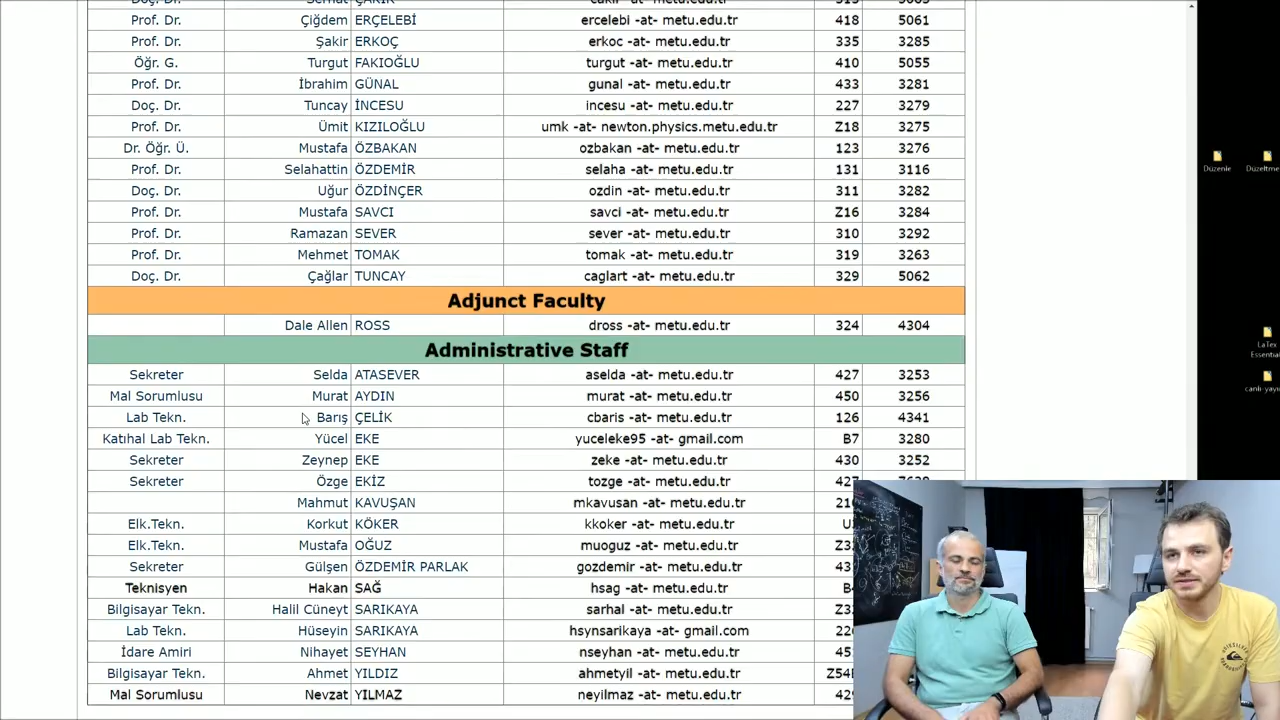 Prof. Dr. Çiğdem ERÇELEBİ ercelebi -at- metu.edu.tr 418 5061
Prof. Dr. Şakir ERKOÇ erkoc -at- metu.edu.tr 335 3285
Öğr. G. Turgut FAKIOĞLU turgut -at- metu.edu.tr 410 5055
Prof. Dr. İbrahim GÜNAL gunal -at- metu.edu.tr 433 3281
Doç. Dr. Tuncay İNCESU incesu -at- metu.edu.tr 227 3279
Prof. Dr. Ümit KIZILOĞLU umk -at- newton.physics.metu.edu.tr Z18 3275
Dr. Öğr. Ü. Mustafa ÖZBAKAN ozbakan -at- metu.edu.tr 123 3276
Prof. Dr. Selahattin ÖZDEMİR selaha -at- metu.edu.tr 131 3116
Doç. Dr. Uğur ÖZDİNÇER ozdin -at- metu.edu.tr 311 3282
Prof. Dr. Mustafa SAVCI savci -at- metu.edu.tr Z16 3284
Prof. Dr. Ramazan SEVER sever -at- metu.edu.tr 310 3292
Prof. Dr. Mehmet TOMAK tomak -at- metu.edu.tr 319 3263
Doç. Dr. Çağlar TUNCAY caglart -at- metu.edu.tr 329 5062
Adjunct Faculty
Dale Allen ROSS dross -at- metu.edu.tr 324 4304
Administrative Staff
Sekreter Selda ATASEVER aselda -at- metu.edu.tr 427 3253
Mal Sorumlusu Murat AYDIN murat -at- metu.edu.tr 450 3256
Lab Tekn. Barış ÇELİK cbaris -at- metu.edu.tr 126 4341
Katıhal Lab Tekn. Yücel EKE yuceleke95 -at- gmail.com B7 3280
Sekreter Zeynep EKE zeke -at- metu.edu.tr 430 3252
Sekreter Özge EKİZ tozge -at- metu.edu.tr
Mahmut KAVUŞAN mkavusan -at- metu.edu.tr
Elk.Tekn. Korkut KÖKER kkoker -at- metu.edu.tr
Elk.Tekn. Mustafa OĞUZ muoguz -at- metu.edu.tr
Sekreter Gülşen ÖZDEMİR PARLAK gozdemir -at- metu.edu.tr
Teknisyen Hakan SAĞ hsag -at- metu.edu.tr
Bilgisayar Tekn. Halil Cüneyt SARIKAYA sarhal -at- metu.edu.tr
Lab Tekn. Hüseyin SARIKAYA hsynsarikaya -at- gmail.com
İdare Amiri Nihayet SEYHAN nseyhan -at- metu.edu.tr
Bilgisayar Tekn. Ahmet YILDIZ ahmetyil -at- metu.edu.tr
Mal Sorumlusu Nevzat YILMAZ neyilmaz -at- metu.edu.tr
Düzenle
Düzeltme
LaTex
Essential
canli-yayı